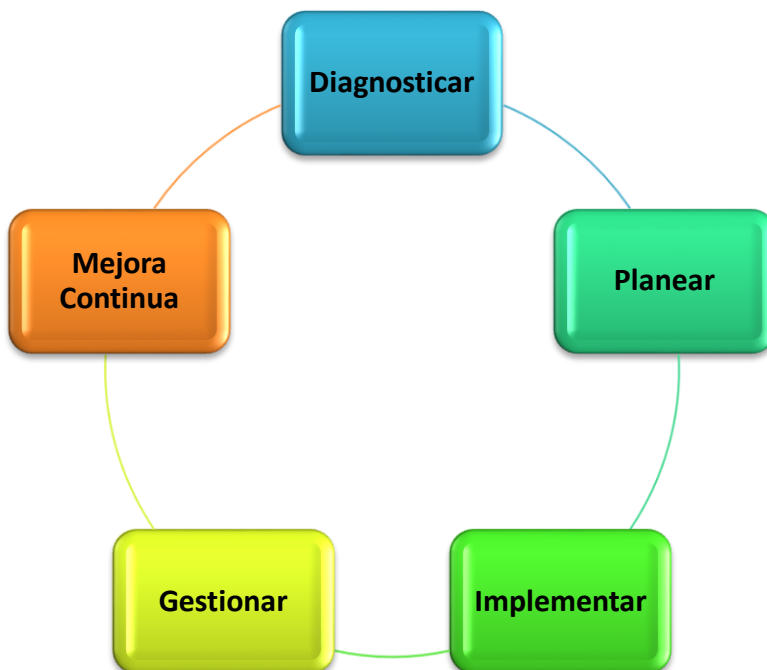 Diagnosticar
Planear
Implementar
Gestionar
Mejora
Continua